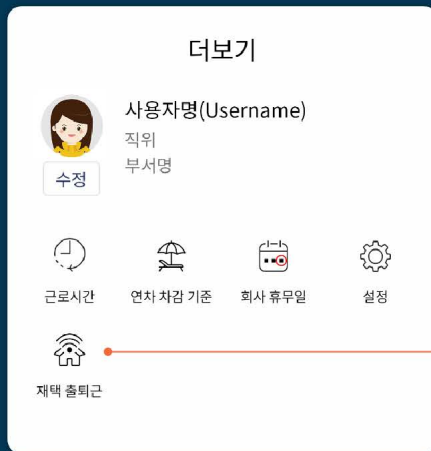 더보기
사용자명(Username)
직위
부서명
수정
근로시간 연차 차감 기준 회사 휴무일 설정
재택 출퇴근